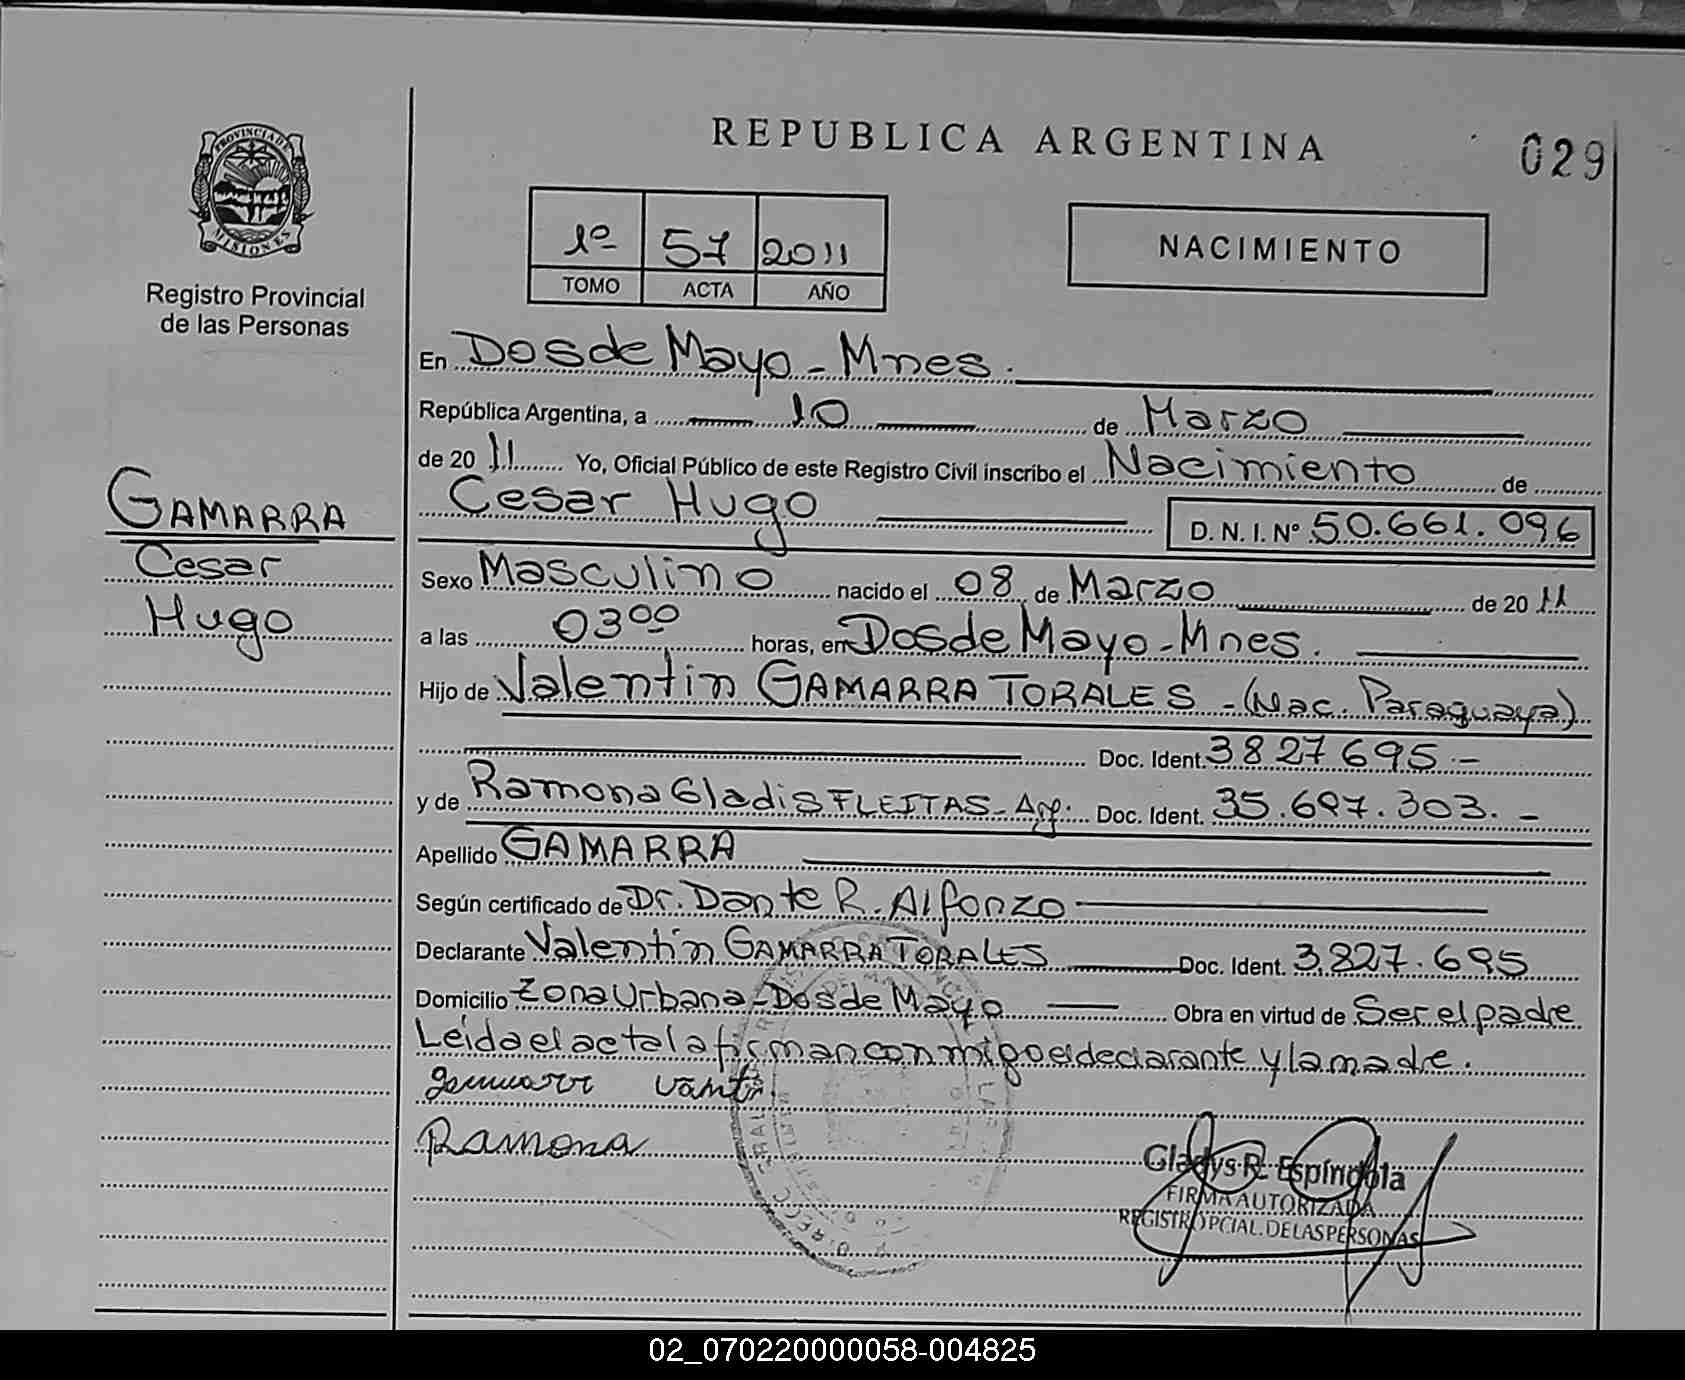 REPUBLICA ARGENTINA
029
PROVINCIA DE
MISIONES
Registro Provincial
de las Personas
1º 57 2011
TOMO ACTA AÑO
NACIMIENTO
GAMARRA
Cesar
Hugo
En Dos de Mayo - Mnes.
República Argentina, a 10 de Marzo
de 2011 Yo, Oficial Público de este Registro Civil inscribo el Nacimiento de
Cesar Hugo D. N. I. Nº 50.661.096
Sexo Masculino nacido el 08 de Marzo de 2011
a las 03⁰⁰ horas, en Dos de Mayo - Mnes.
Hijo de Valentin GAMARRA TORALES - (Nac. Paraguaya)
Doc. Ident. 3827695.-
y de Ramona Gladis FLEITAS - Arg. Doc. Ident. 35.697.303. -
Apellido GAMARRA
Según certificado de Dr. Dante R. Alfonzo
Declarante Valentin GAMARRA TORALES Doc. Ident. 3.827.695
Domicilio Zona Urbana - Dos de Mayo Obra en virtud de Ser el padre
Leida el acta la firman conmigo el declarante y la madre.
Ramona
Gladys R. Espíndola
FIRMA AUTORIZADA
REGISTRO PCIAL. DE LAS PERSONAS
02_070220000058-004825